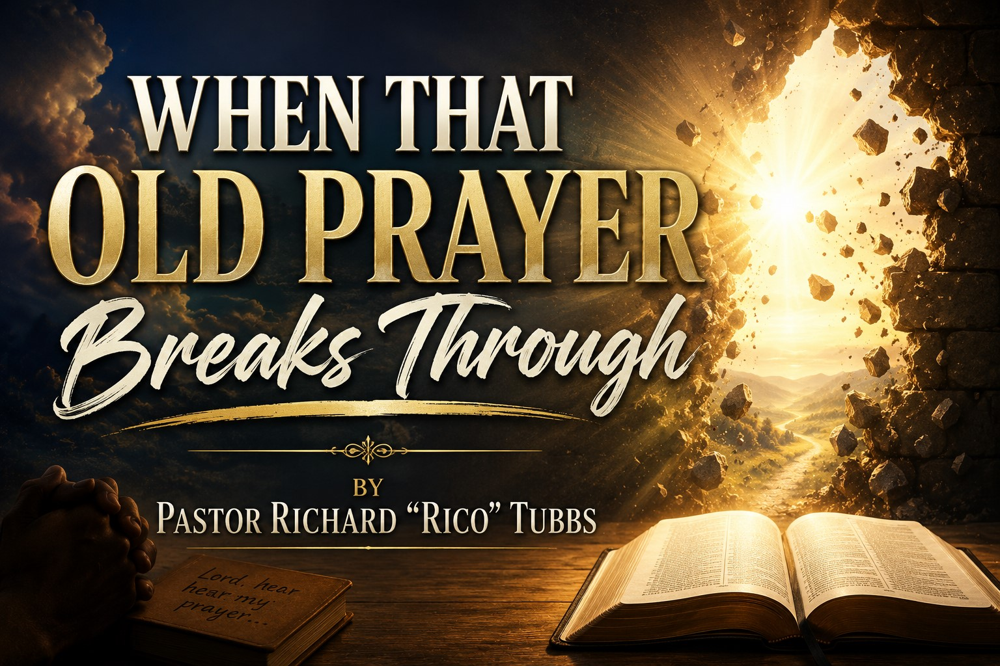 WHEN THAT
OLD PRAYER
Breaks Through
BY
PASTOR RICHARD “RICO” TUBBS
Lord, hear
hear my
prayer...